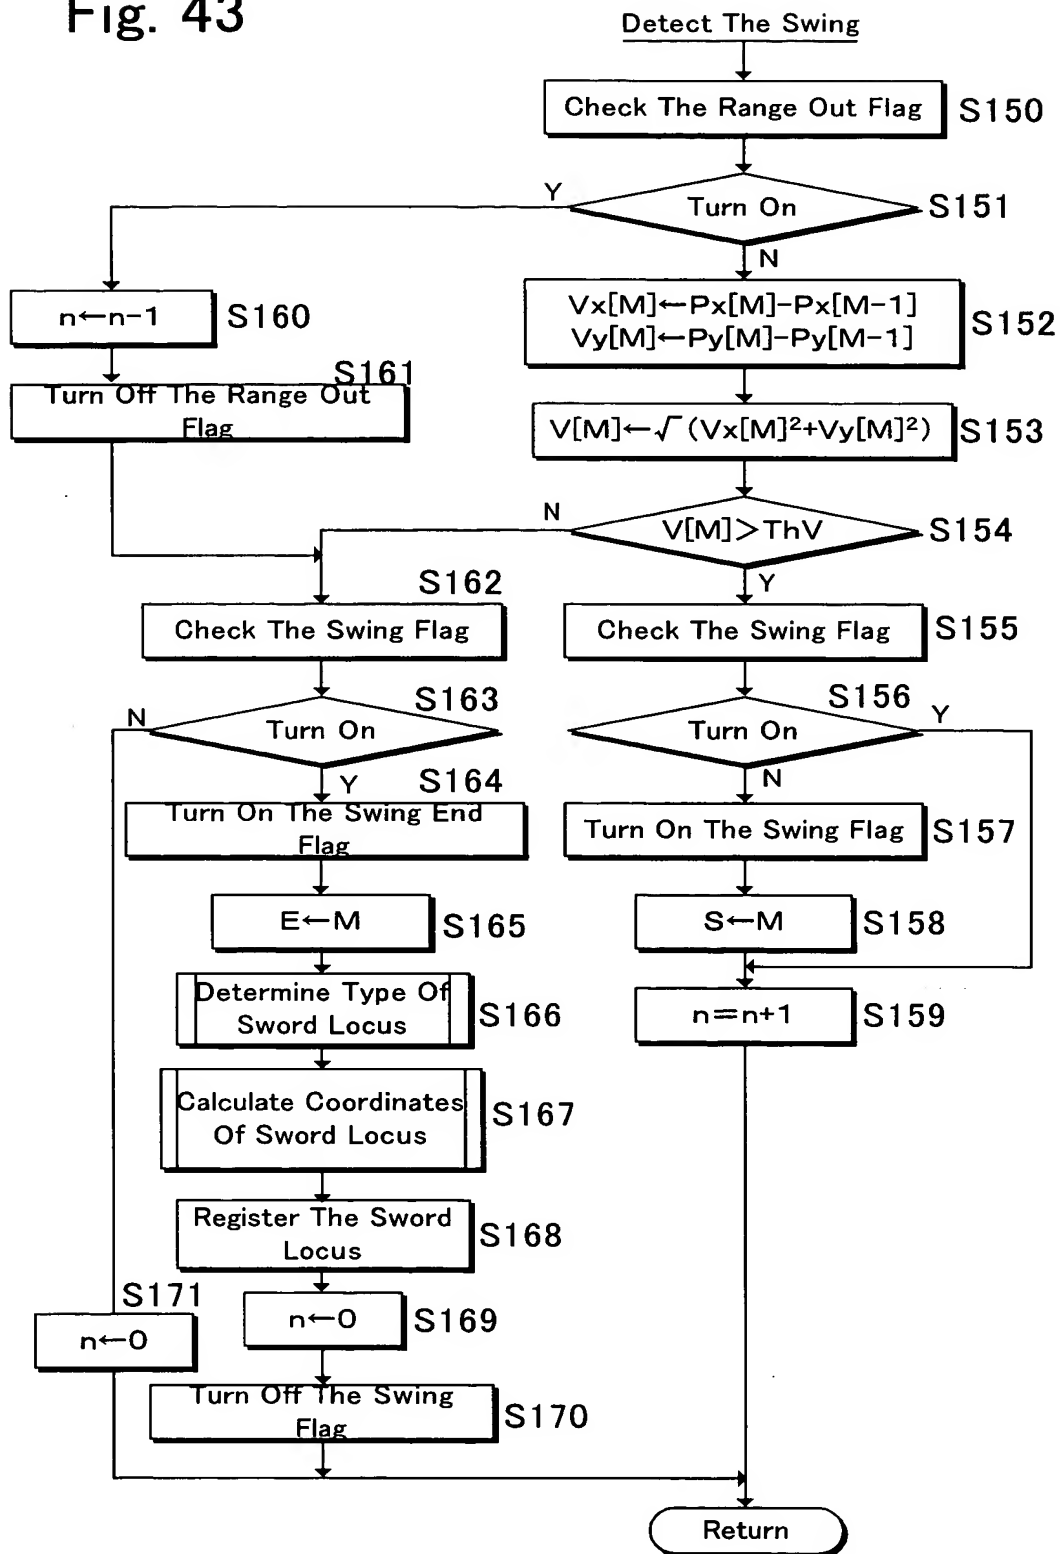 Fig. 43
Detect The Swing
Check The Range Out Flag S150
Y
Turn On S151
N
n←n-1 S160
Vx[M]←Px[M]-Px[M-1]
Vy[M]←Py[M]-Py[M-1]
S152
S161
Turn Off The Range Out
Flag
V[M]←√(Vx[M]²+Vy[M]²) S153
N
V[M]>ThV S154
Y
S162
Check The Swing Flag
Check The Swing Flag S155
S163
N
Turn On
Y
S156
Turn On
Y
N
S164
Turn On The Swing End
Flag
Turn On The Swing Flag S157
E←M S165
S←M S158
Determine Type Of
Sword Locus
S166
n=n+1 S159
Calculate Coordinates
Of Sword Locus
S167
Register The Sword
Locus
S168
S171
n←0
n←0 S169
Turn Off The Swing
Flag
S170
Return